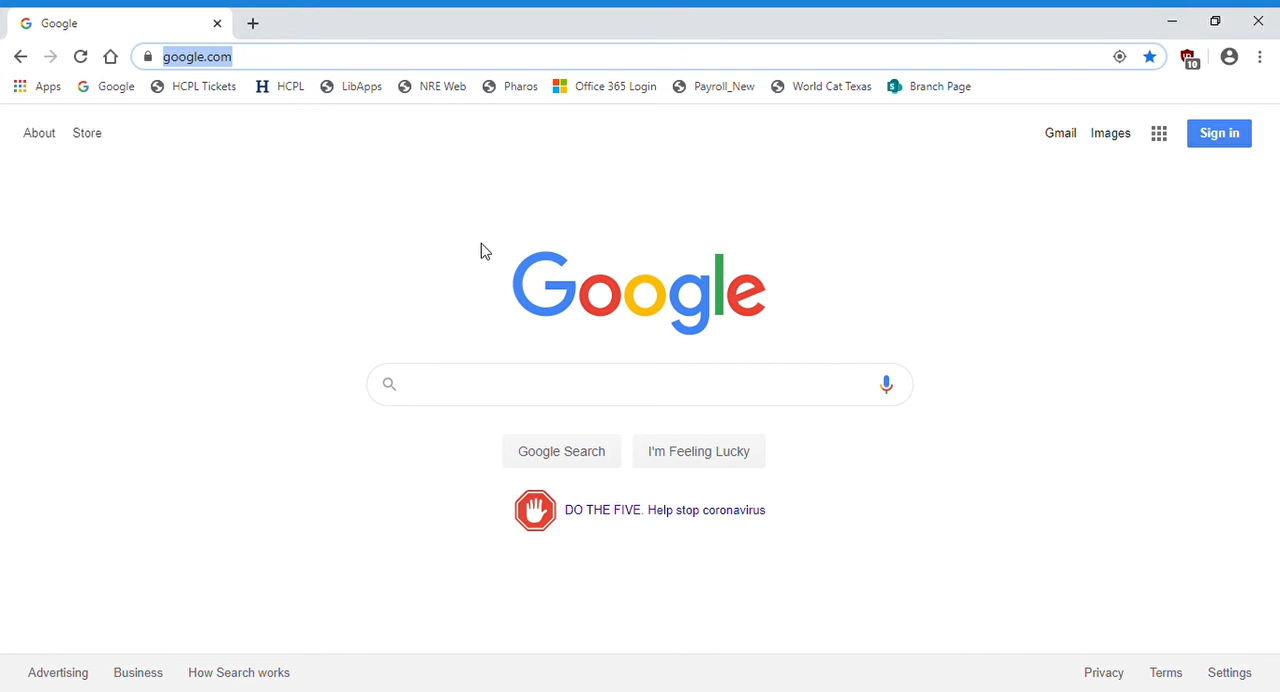 Google
google.com
10
Apps Google HCPL Tickets HCPL LibApps NRE Web Pharos Office 365 Login Payroll_New World Cat Texas Branch Page
About Store Gmail Images Sign in
Google
Google Search I'm Feeling Lucky
DO THE FIVE. Help stop coronavirus
Advertising Business How Search works Privacy Terms Settings